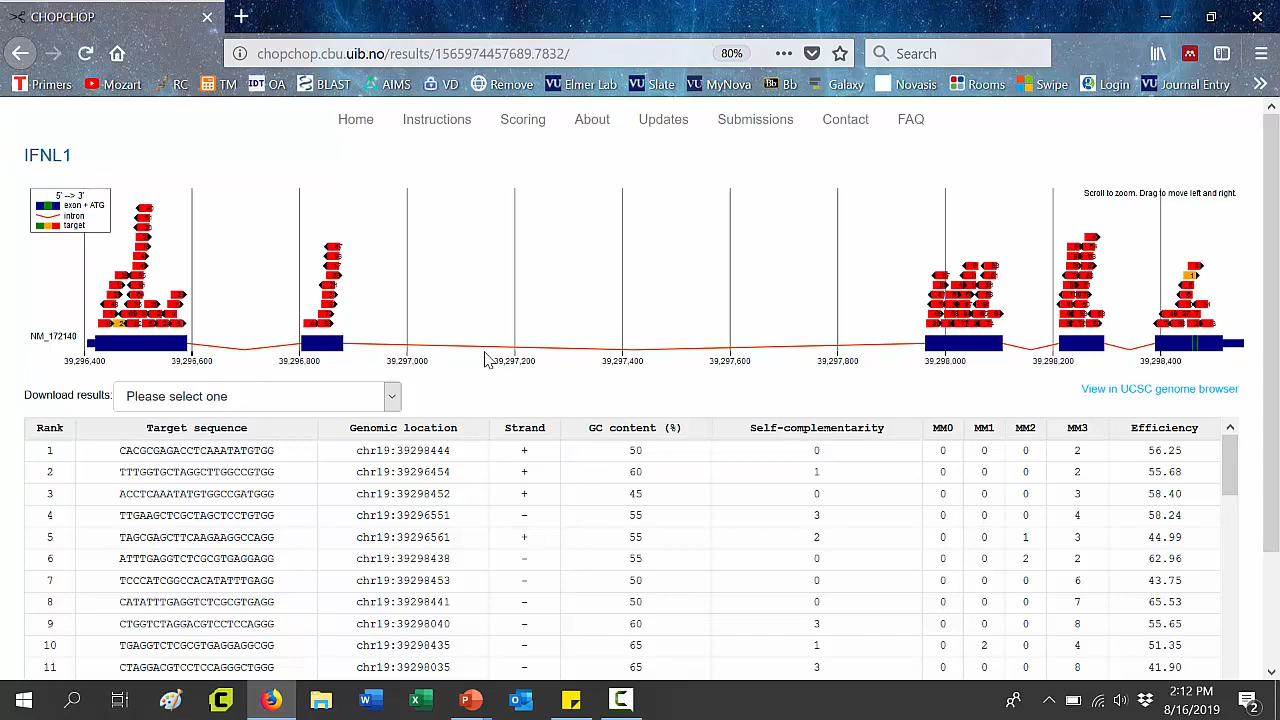 CHOPCHOP
chopchop.cbu.uib.no/results/1565974457689.7832/
80%
Search
Primers Mozart RC TM IDT OA BLAST AIMS VD Remove VU Elmer Lab VU Slate VU MyNova Bb Bb Galaxy Novasis Rooms Swipe Login VU Journal Entry
Home Instructions Scoring About Updates Submissions Contact FAQ
IFNL1
5' --> 3'
exon + ATG
intron
target
Scroll to zoom. Drag to move left and right.
NM_172140
39,296,400 39,296,600 39,296,800 39,297,000 39,297,200 39,297,400 39,297,600 39,297,800 39,298,000 39,298,200 39,298,400
Download results: Please select one
View in UCSC genome browser
Rank Target sequence Genomic location Strand GC content (%) Self-complementarity MM0 MM1 MM2 MM3 Efficiency
1 CACGCGAGACCTCAAATATGTGG chr19:39298444 + 50 0 0 0 0 2 56.25
2 TTTGGTGCTAGGCTTGGCCGTGG chr19:39296454 + 60 1 0 0 0 2 55.68
3 ACCTCAAATATGTGGCCGATGGG chr19:39298452 + 45 0 0 0 0 3 58.40
4 TTGAAGCTCGCTAGCTCCTGTGG chr19:39296551 - 55 3 0 0 0 4 58.24
5 TAGCGAGCTTCAAGAAGGCCAGG chr19:39296561 + 55 2 0 0 1 3 44.99
6 ATTTGAGGTCTCGCGTGAGGAGG chr19:39298438 - 55 0 0 0 2 2 62.96
7 TCCCATCGGCCACATATTTGAGG chr19:39298453 - 50 0 0 0 0 6 43.75
8 CATATTTGAGGTCTCGCGTGAGG chr19:39298441 - 50 0 0 0 0 7 65.53
9 CTGGTCTAGGACGTCCTCCAGGG chr19:39298040 - 60 3 0 0 0 8 55.65
10 TGAGGTCTCGCGTGAGGAGGCGG chr19:39298435 - 65 1 0 2 0 4 51.35
11 CTAGGACGTCCTCCAGGGCTGGG chr19:39298035 - 65 3 0 0 0 8 41.90
2:12 PM
8/16/2019
2